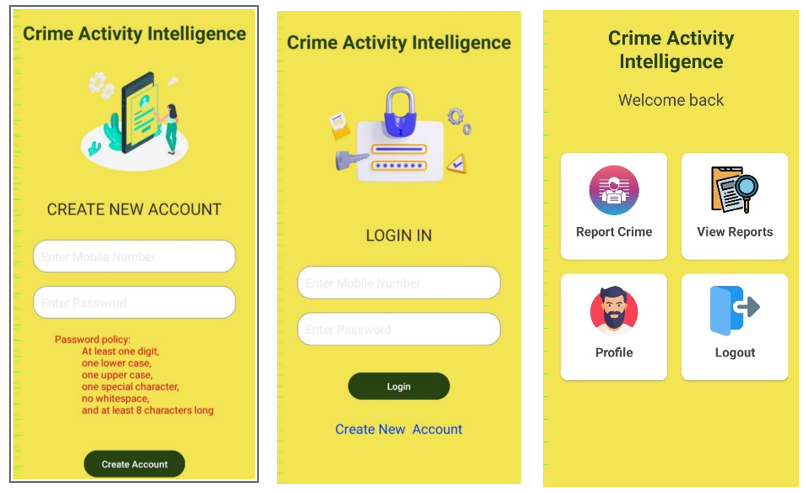 Crime Activity Intelligence
CREATE NEW ACCOUNT
Enter Mobile Number
Enter Password
Password policy:
At least one digit,
one lower case,
one upper case,
one special character,
no whitespace,
and at least 8 characters long
Create Account
Crime Activity Intelligence
LOGIN IN
Enter Mobile Number
Enter Password
Login
Create New Account
Crime Activity
Intelligence
Welcome back
Report Crime
View Reports
Profile
Logout